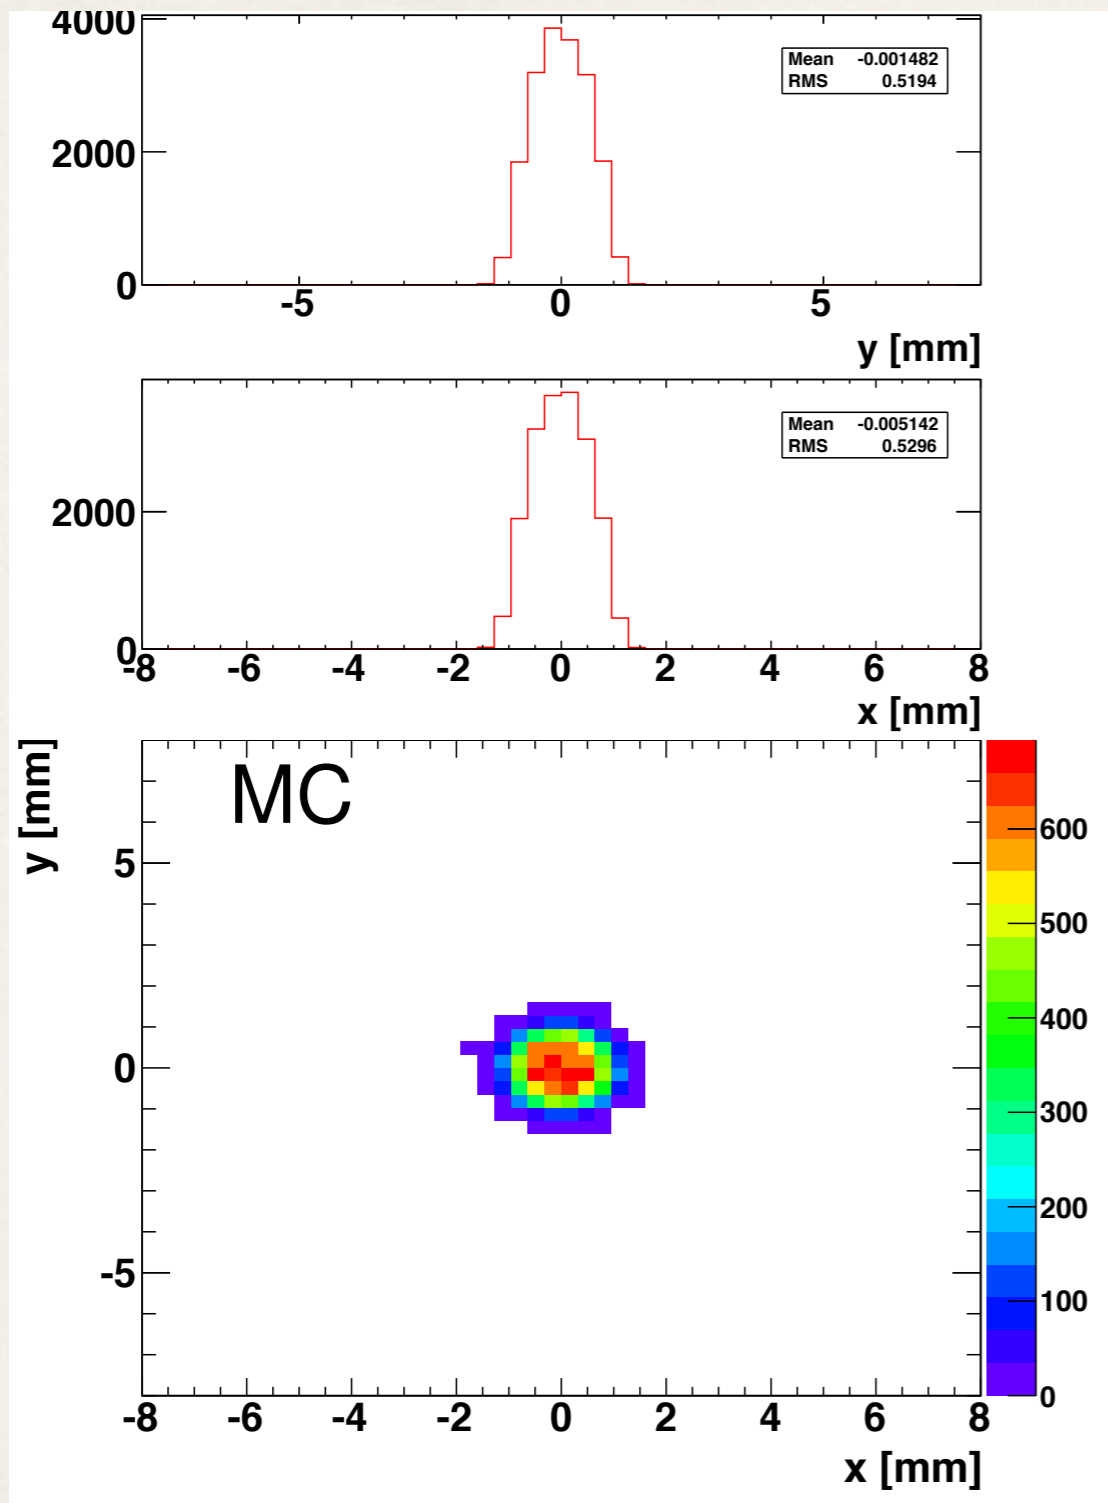 4000
Mean -0.001482
RMS 0.5194
2000
0
-5 0 5
y [mm]
Mean -0.005142
RMS 0.5296
2000
0
-8 -6 -4 -2 0 2 4 6 8
x [mm]
y [mm]
MC
600
5
500
400
0
300
200
-5
100
0
-8 -6 -4 -2 0 2 4 6 8
x [mm]